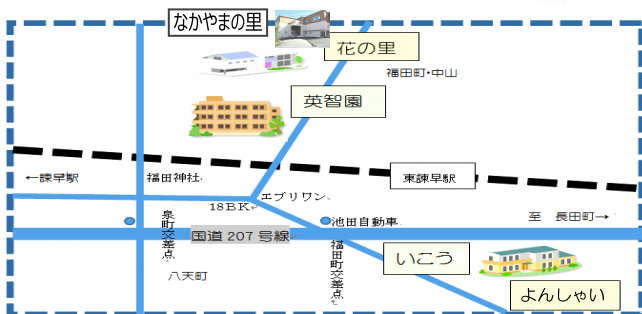 なかやまの里
花の里
福田町・中山
英智園
←諫早駅
福田神社
東諫早駅
エブリワン
18BK
泉町交差点
池田自動車
至 長田町→
国道207号線
福田町交差点
いこう
八天町
よんしゃい